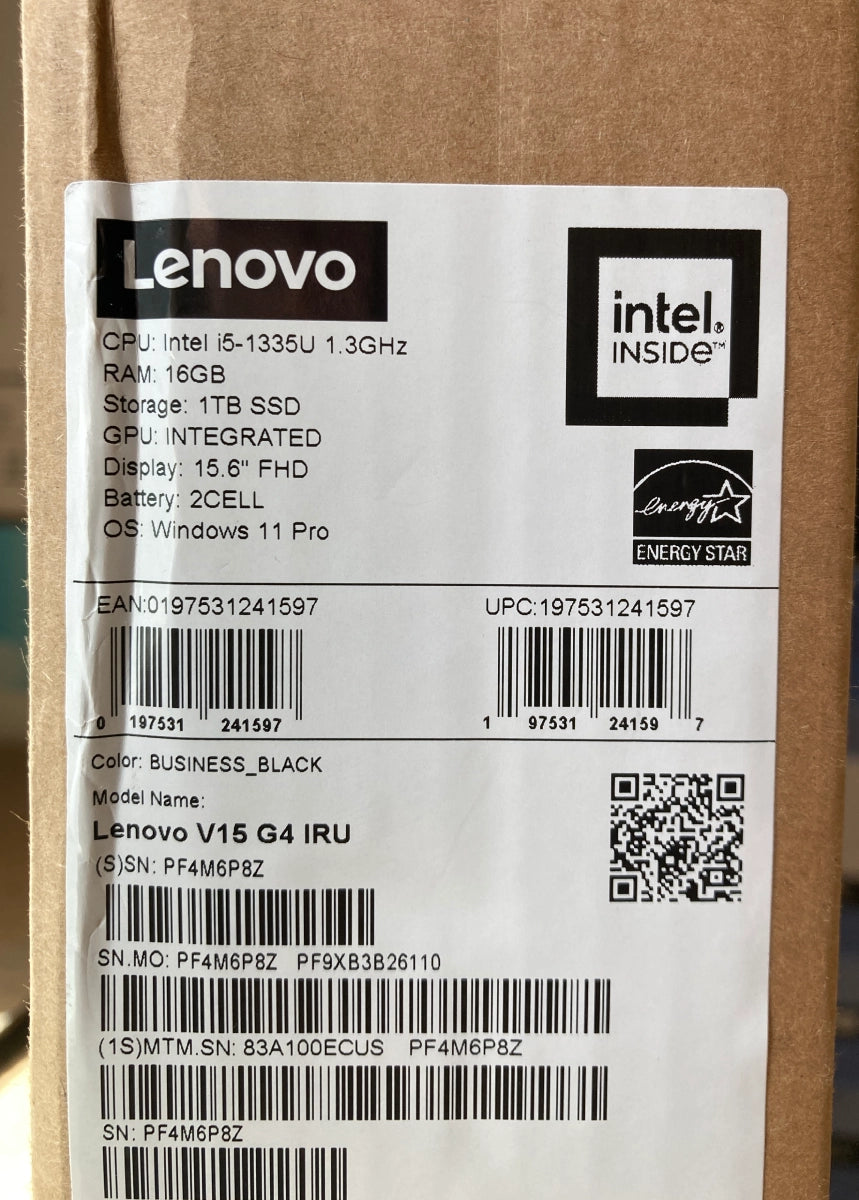 Lenovo
intel®
INSIDE™
CPU: Intel i5-1335U 1.3GHz
RAM: 16GB
Storage: 1TB SSD
GPU: INTEGRATED
Display: 15.6" FHD
Battery: 2CELL
OS: Windows 11 Pro
energy
ENERGY STAR
EAN:0197531241597
UPC:197531241597
0 197531 241597
1 97531 24159 7
Color: BUSINESS_BLACK
Model Name:
Lenovo V15 G4 IRU
(S)SN: PF4M6P8Z
SN.MO: PF4M6P8Z PF9XB3B26110
(1S)MTM.SN: 83A100ECUS PF4M6P8Z
SN: PF4M6P8Z